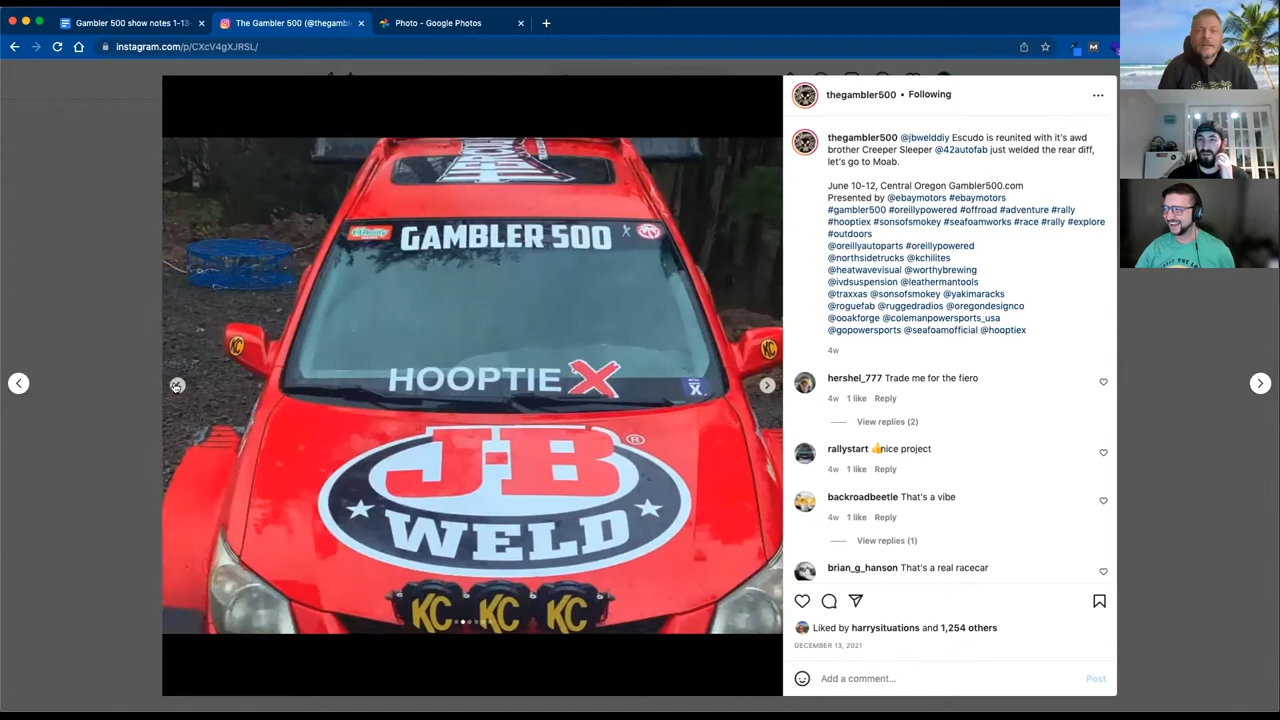 Gambler 500 show notes 1-13
The Gambler 500 (@thegambl
Photo - Google Photos
instagram.com/p/CXcV4gXJRSL/
GAMBLER 500
HOOPTIE X
JB
®
WELD
KC KC KC
thegambler500 • Following
thegambler500 @jbwelddiy Escudo is reunited with it's awd
brother Creeper Sleeper @42autofab just welded the rear diff,
let's go to Moab.
June 10-12, Central Oregon Gambler500.com
Presented by @ebaymotors #ebaymotors
#gambler500 #oreillypowered #offroad #adventure #rally
#hooptiex #sonsofsmokey #seafoamworks #race #rally #explore
#outdoors
@oreillyautoparts #oreillypowered
@northsidetrucks @kchilites
@heatwavevisual @worthybrewing
@ivdsuspension @leathermantools
@traxxas @sonsofsmokey @yakimaracks
@roguefab @ruggedradios @oregondesignco
@ooakforge @colemanpowersports_usa
@gopowersports @seafoamofficial @hooptiex
4w
hershel_777 Trade me for the fiero
4w 1 like Reply
View replies (2)
rallystart 👍nice project
4w 1 like Reply
backroadbeetle That's a vibe
4w 1 like Reply
View replies (1)
brian_g_hanson That's a real racecar
Liked by harrysituations and 1,254 others
DECEMBER 13, 2021
Add a comment...
Post